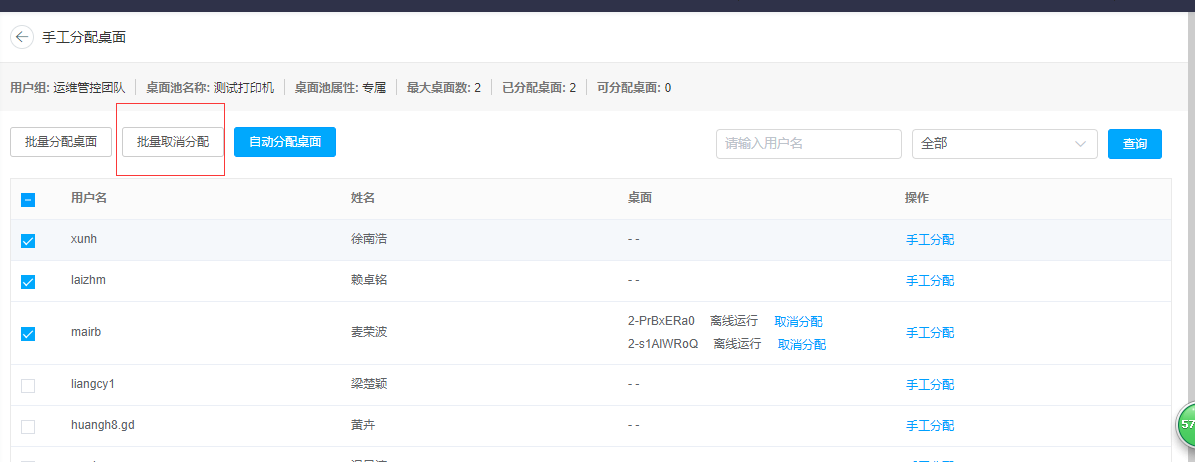 手工分配桌面
用户组: 运维管控团队 桌面池名称: 测试打印机 桌面池属性: 专属 最大桌面数: 2 已分配桌面: 2 可分配桌面: 0
批量分配桌面 批量取消分配 自动分配桌面 请输入用户名 全部 查询
用户名 姓名 桌面 操作
xunh 徐南浩 - - 手工分配
laizhm 赖卓铭 - - 手工分配
mairb 麦荣波 2-PrBxERa0 离线运行 取消分配 手工分配
2-s1AlWRoQ 离线运行 取消分配
liangcy1 梁楚颖 - - 手工分配
huangh8.gd 黄卉 - - 手工分配
57